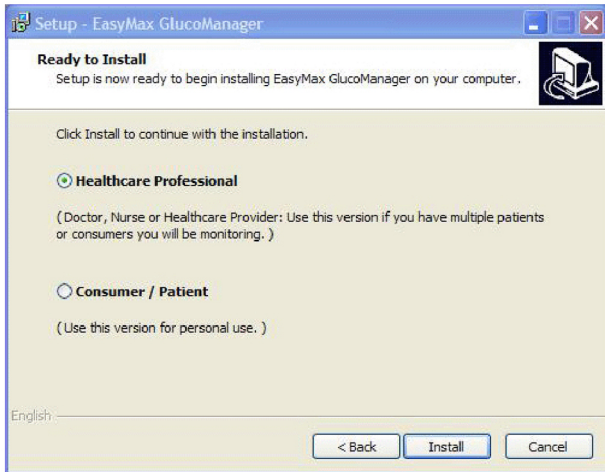 Setup - EasyMax GlucoManager
Ready to Install
Setup is now ready to begin installing EasyMax GlucoManager on your computer.
Click Install to continue with the installation.
Healthcare Professional
(Doctor, Nurse or Healthcare Provider: Use this version if you have multiple patients
or consumers you will be monitoring. )
Consumer / Patient
(Use this version for personal use. )
English
< Back
Install
Cancel